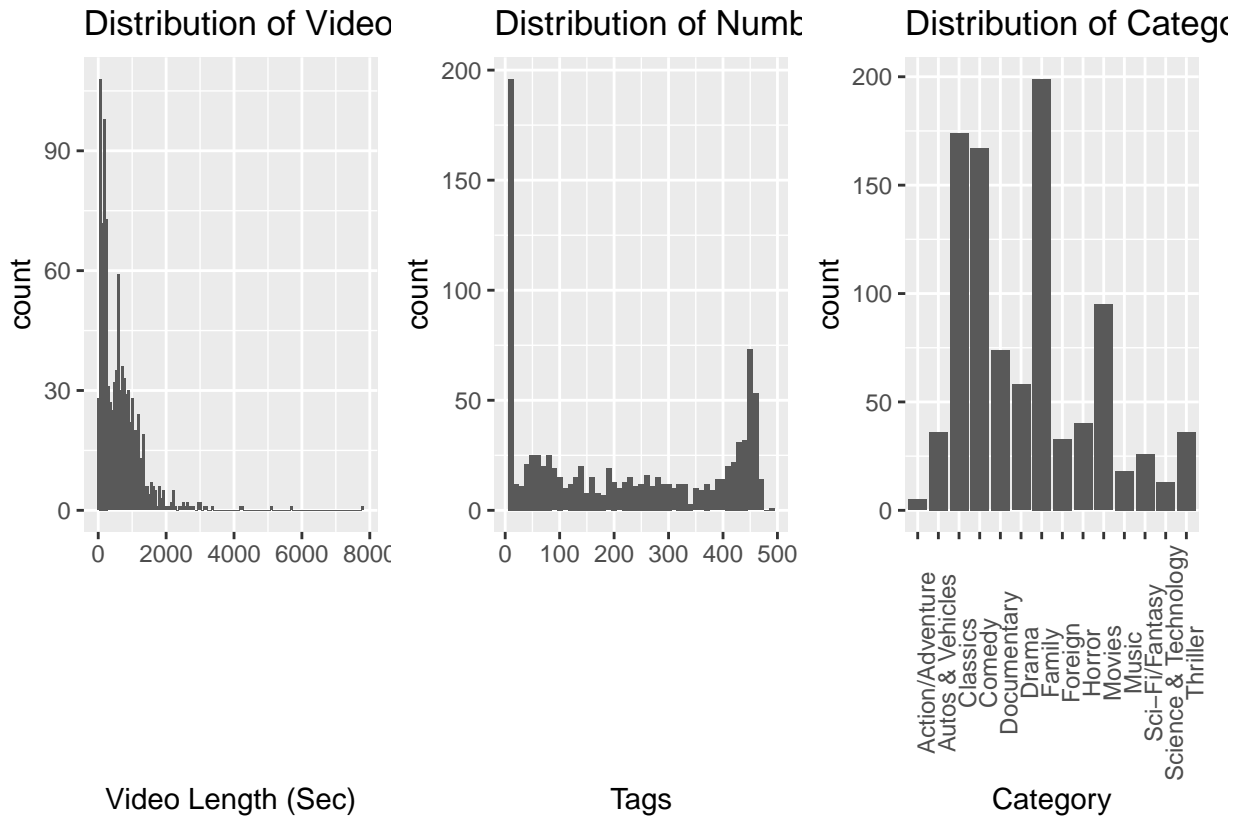 Distribution of Video
count
90
60
30
0
0
2000
4000
6000
8000
Video Length (Sec)
Distribution of Numb
count
200
150
100
50
0
0
100
200
300
400
500
Tags
Distribution of Catego
count
200
150
100
50
0
Action/Adventure
Autos & Vehicles
Classics
Comedy
Documentary
Drama
Family
Foreign
Horror
Movies
Music
Sci−Fi/Fantasy
Science & Technology
Thriller
Category